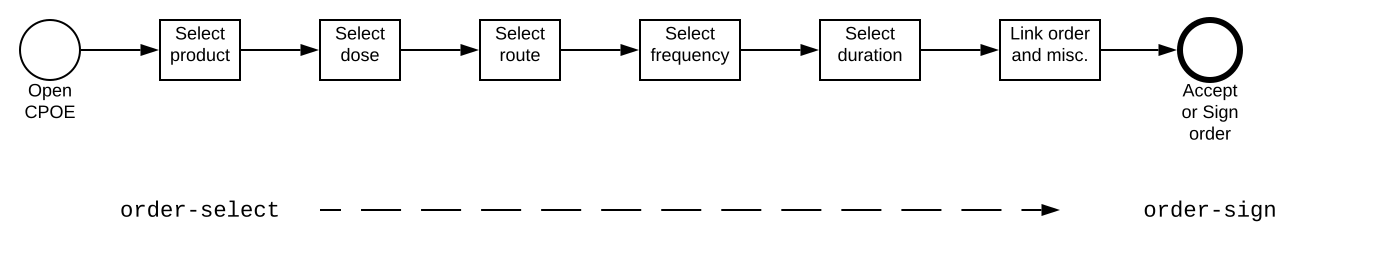 Select
product
Select
dose
Select
route
Select
frequency
Select
duration
Link order
and misc.
Open
CPOE
Accept
or Sign
order
order-select
order-sign